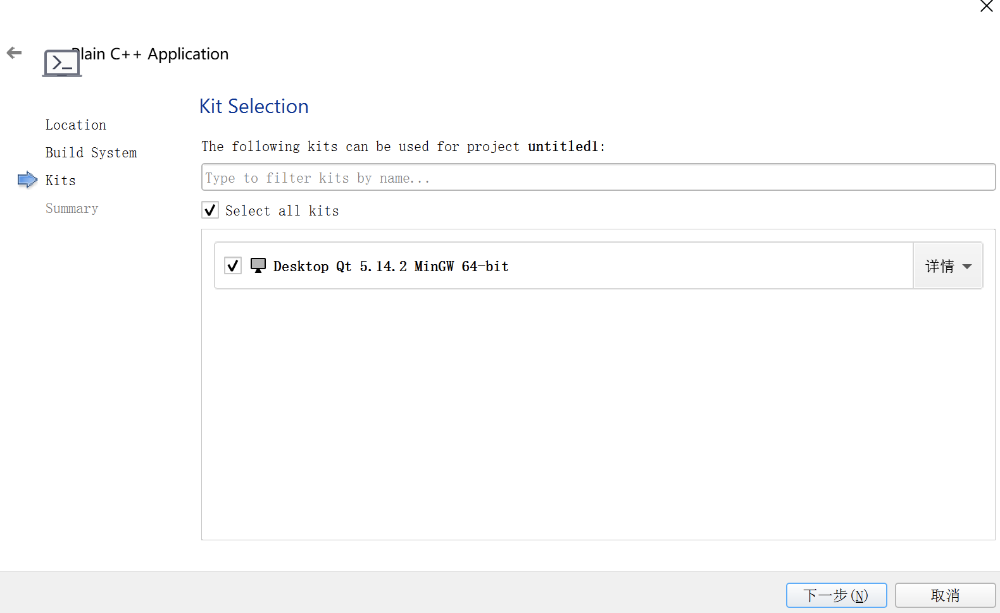 Plain C++ Application
Kit Selection
Location
Build System
Kits
Summary
The following kits can be used for project untitled1:
Type to filter kits by name...
Select all kits
Desktop Qt 5.14.2 MinGW 64-bit
详情
下一步(N)
取消